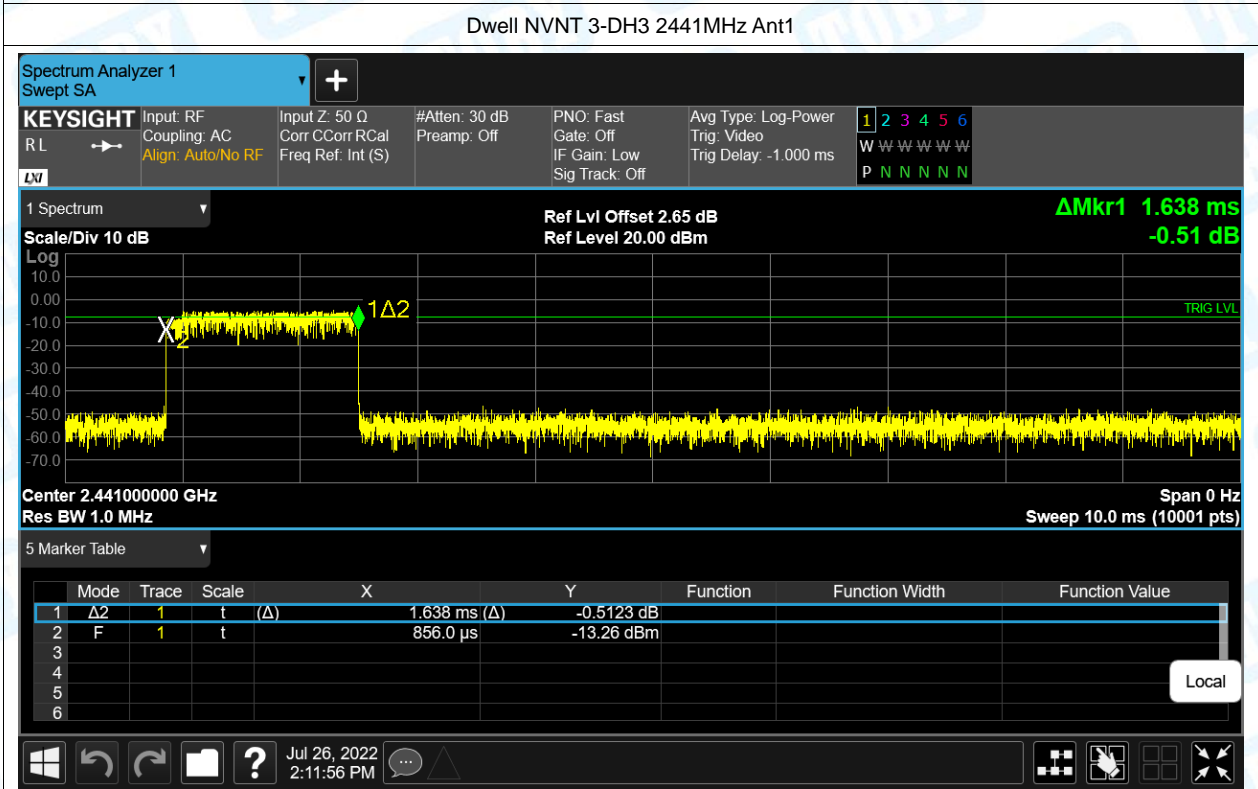 Dwell NVNT 3-DH3 2441MHz Ant1
Spectrum Analyzer 1
Swept SA
+
KEYSIGHT
R L
LXI
Input: RF
Coupling: AC
Align: Auto/No RF
Input Z: 50 Ω
Corr CCorr RCal
Freq Ref: Int (S)
#Atten: 30 dB
Preamp: Off
PNO: Fast
Gate: Off
IF Gain: Low
Sig Track: Off
Avg Type: Log-Power
Trig: Video
Trig Delay: -1.000 ms
1 2 3 4 5 6
W W W W W W
P N N N N N
1 Spectrum
Scale/Div 10 dB
Ref Lvl Offset 2.65 dB
Ref Level 20.00 dBm
ΔMkr1 1.638 ms
-0.51 dB
Log
10.0
0.00
-10.0
-20.0
-30.0
-40.0
-50.0
-60.0
-70.0
1Δ2
X2
TRIG LVL
Center 2.441000000 GHz
Span 0 Hz
Res BW 1.0 MHz
Sweep 10.0 ms (10001 pts)
5 Marker Table
Mode Trace Scale X Y Function Function Width Function Value
1 Δ2 1 t (Δ) 1.638 ms (Δ) -0.5123 dB
2 F 1 t 856.0 µs -13.26 dBm
3
4
5
6
Local
?
Jul 26, 2022
2:11:56 PM